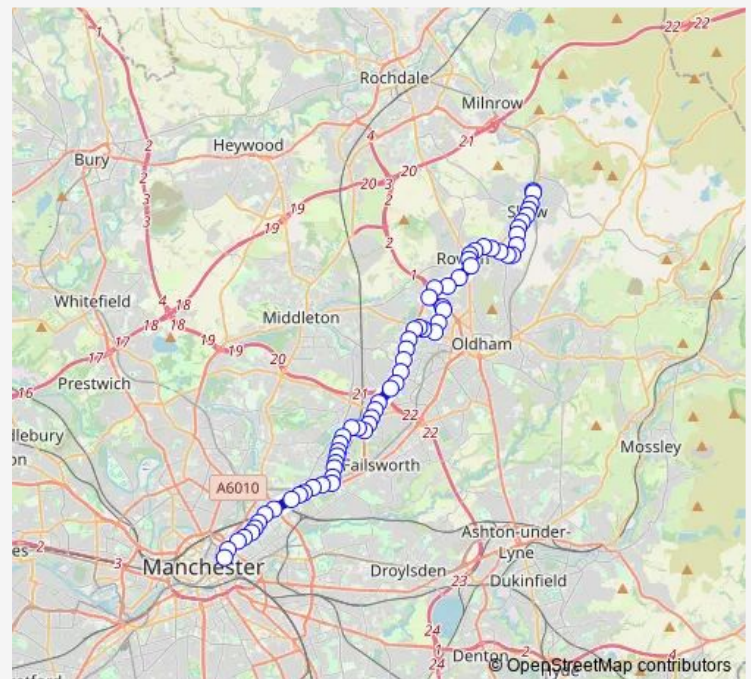 1
22
22
Rochdale
Milnrow
4
21
Bury
2
Heywood
20
2
20
3
3
3
2
19
19
2
1
Whitefield
4
18
18
18
Middleton
17
17
19
19
20
Oldham
Prestwich
16
21
22
22
Mossley
Failsworth
A6010
Ashton-under-
Lyne
2
3
Manchester
Droylsden
23
Dukinfield
24
1
24
Denton
2
3
4
© OpenStreetMap contributors